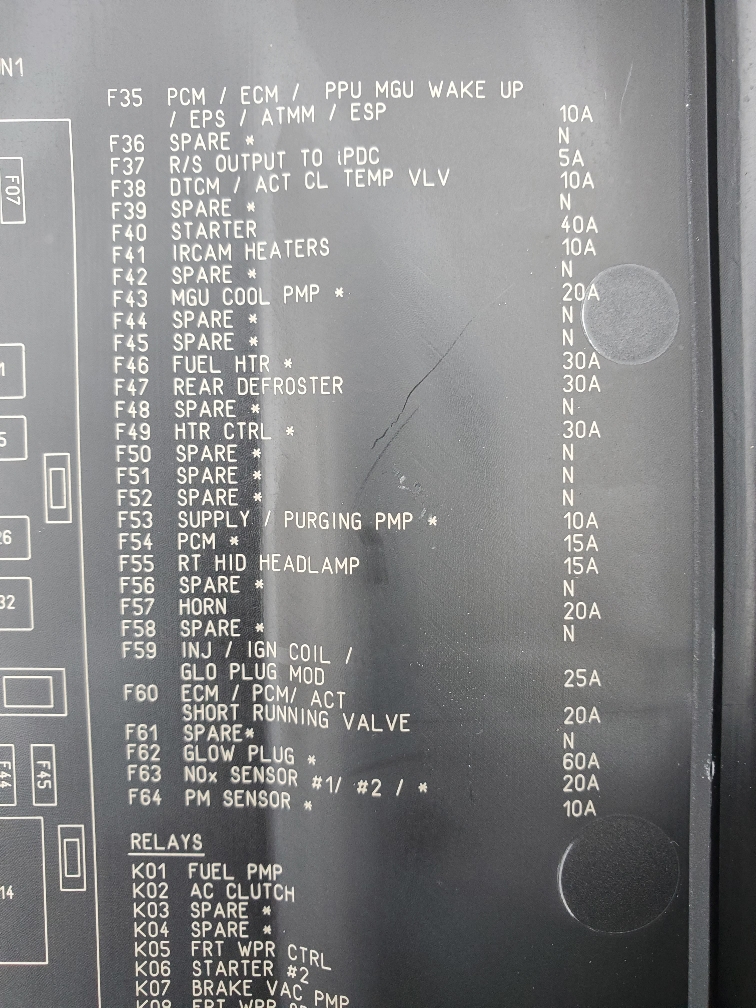 N1
F07
F35 PCM / ECM / PPU MGU WAKE UP
/ EPS / ATMM / ESP 10A
F36 SPARE * N
F37 R/S OUTPUT TO iPDC 5A
F38 DTCM / ACT CL TEMP VLV 10A
F39 SPARE * N
F40 STARTER 40A
F41 IRCAM HEATERS 10A
F42 SPARE * N
F43 MGU COOL PMP * 20A
F44 SPARE * N
F45 SPARE * N
F46 FUEL HTR * 30A
F47 REAR DEFROSTER 30A
F48 SPARE * N
F49 HTR CTRL * 30A
F50 SPARE * N
F51 SPARE * N
F52 SPARE * N
F53 SUPPLY / PURGING PMP * 10A
F54 PCM * 15A
F55 RT HID HEADLAMP 15A
F56 SPARE * N
F57 HORN 20A
F58 SPARE * N
F59 INJ / IGN COIL /
GLO PLUG MOD 25A
F60 ECM / PCM/ ACT
SHORT RUNNING VALVE 20A
F61 SPARE* N
F62 GLOW PLUG * 60A
F63 NOx SENSOR #1/ #2 / * 20A
F64 PM SENSOR * 10A
26
32
F44
F45
14
RELAYS
K01 FUEL PMP
K02 AC CLUTCH
K03 SPARE *
K04 SPARE *
K05 FRT WPR CTRL
K06 STARTER #2
K07 BRAKE VAC PMP
K08 FRT WPR